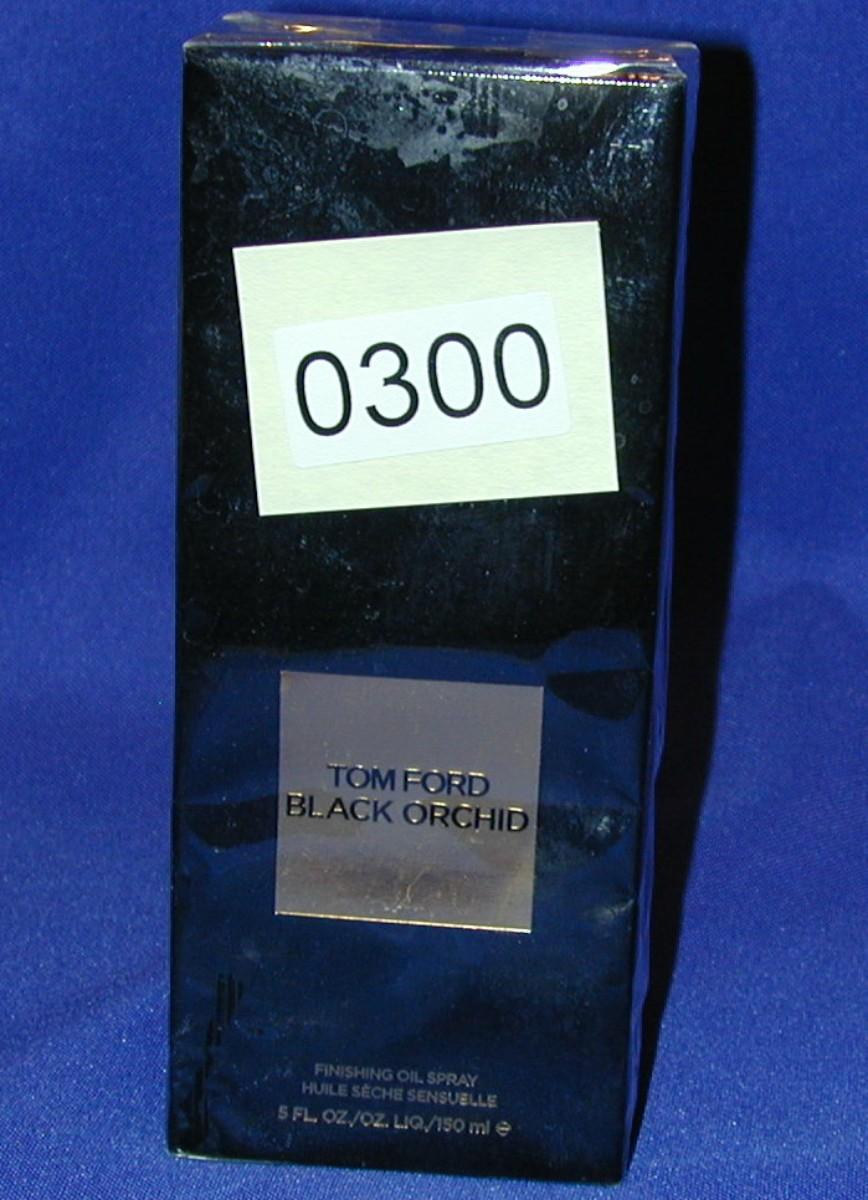 0300
TOM FORD
BLACK ORCHID
FINISHING OIL SPRAY
HUILE SÈCHE SENSUELLE
5 FL. OZ./OZ. LIQ./150 ml ℮